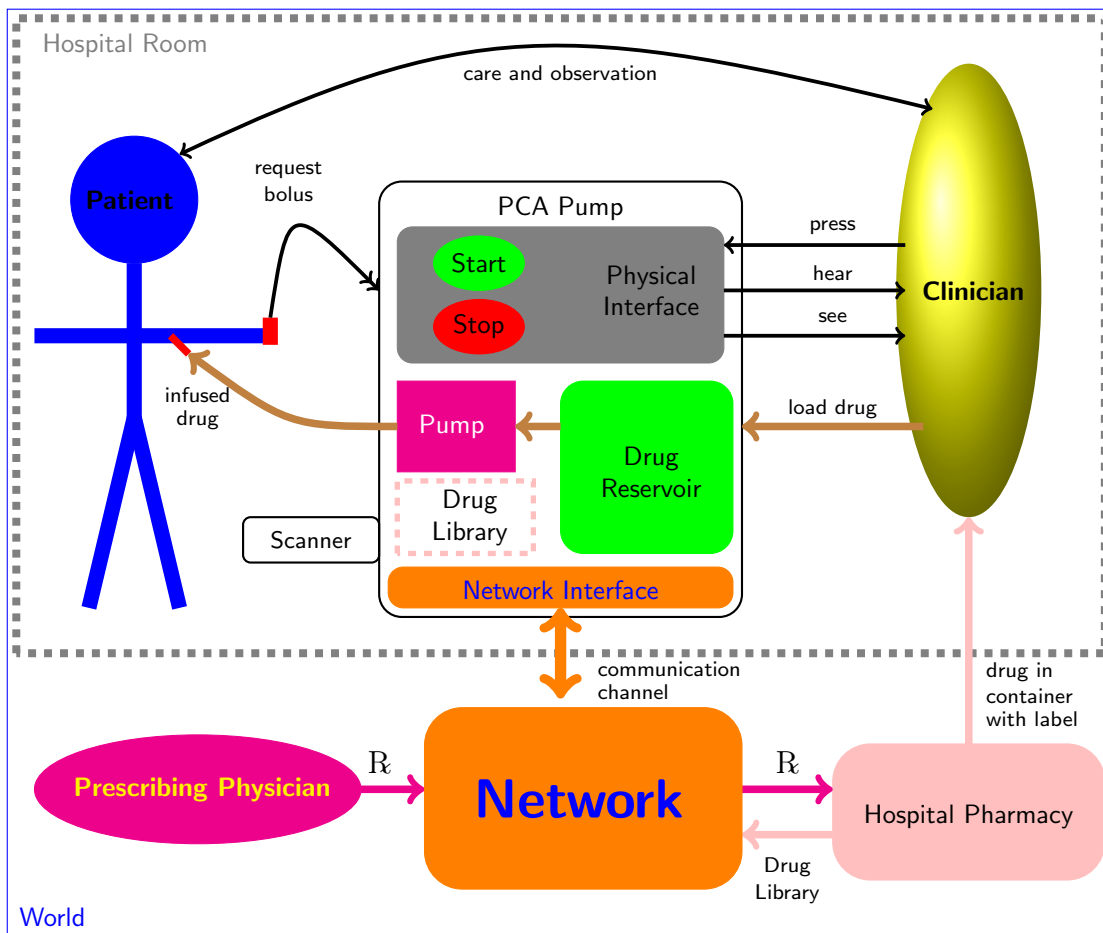 Hospital Room
care and observation
request
bolus
Patient
PCA Pump
press
Start
Physical
Interface
hear
Clinician
Stop
see
infused
drug
Pump
load drug
Drug
Reservoir
Drug
Library
Scanner
Network Interface
communication
channel
drug in
container
with label
Prescribing Physician
℞
Network
℞
Hospital Pharmacy
Drug
Library
World